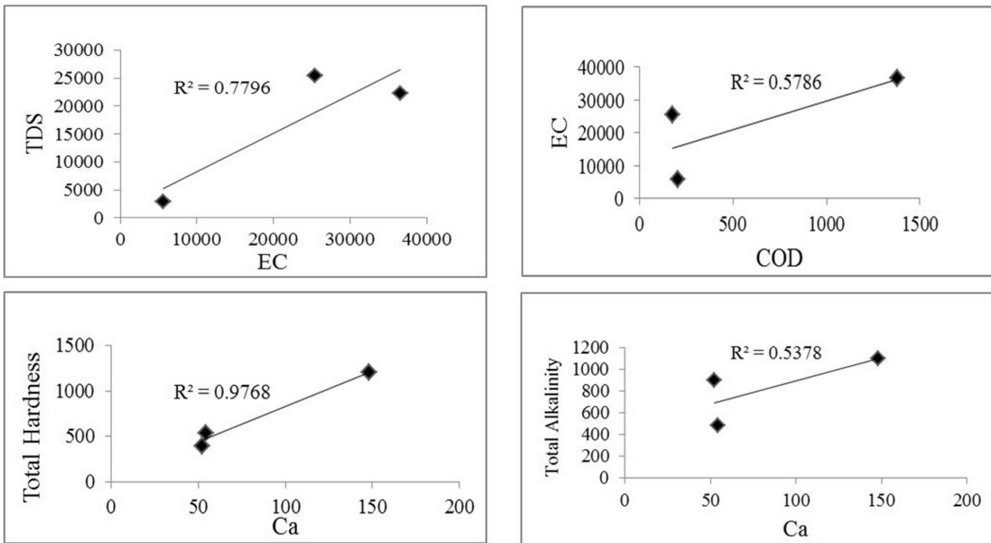 30000
25000
20000
15000
10000
5000
0
TDS
R² = 0.7796
0 10000 20000 30000 40000
EC
40000
30000
20000
10000
0
EC
R² = 0.5786
0 500 1000 1500
COD
1500
1000
500
0
Total Hardness
R² = 0.9768
0 50 100 150 200
Ca
1200
1000
800
600
400
200
0
Total Alkalinity
R² = 0.5378
0 50 100 150 200
Ca